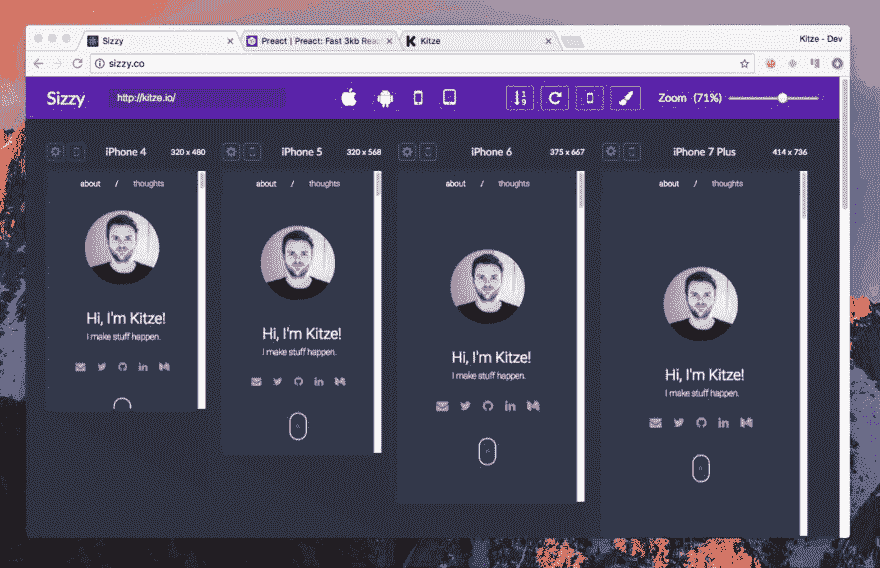 Sizzy
Preact | Preact: Fast 3kb Rea
Kitze
Kitze - Dev
sizzy.co
Sizzy
http://kitze.io/
Zoom (71%)
iPhone 4 320 x 480
iPhone 5 320 x 568
iPhone 6 375 x 667
iPhone 7 Plus 414 x 736
about / thoughts
Hi, I'm Kitze!
I make stuff happen.
about / thoughts
Hi, I'm Kitze!
I make stuff happen.
about / thoughts
Hi, I'm Kitze!
I make stuff happen.
about / thoughts
Hi, I'm Kitze!
I make stuff happen.